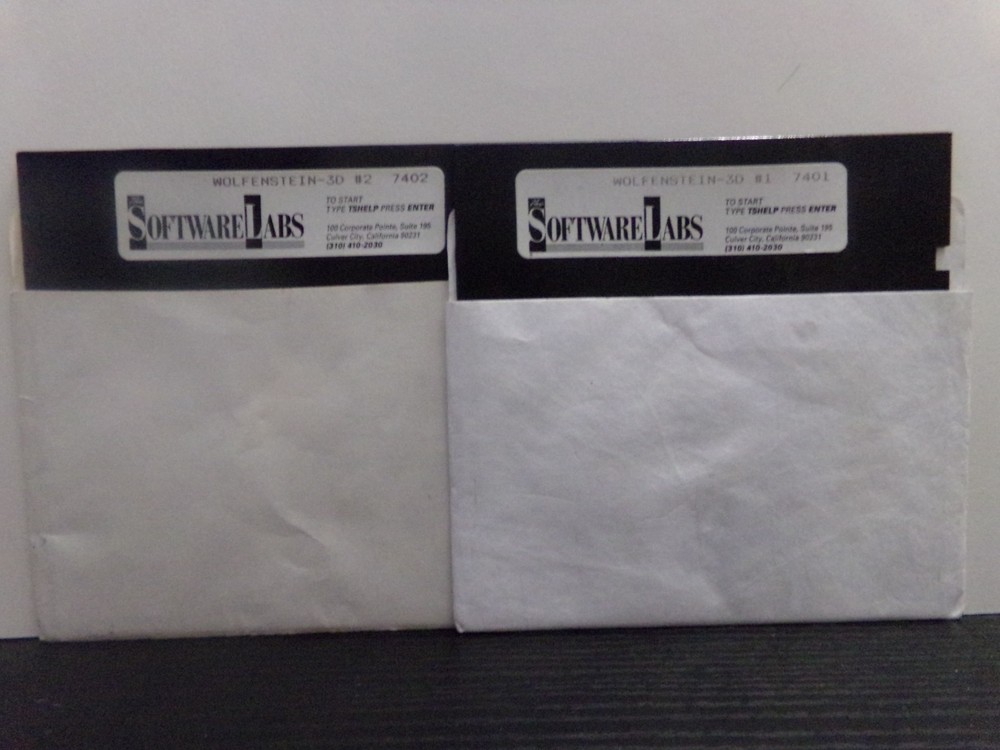 WOLFENSTEIN-3D #2 7402
The
SOFTWARE LABS
TO START
TYPE TSHELP PRESS ENTER
100 Corporate Pointe, Suite 195
Culver City, California 90231
(310) 410-2030
WOLFENSTEIN-3D #1 7401
The
SOFTWARE LABS
TO START
TYPE TSHELP PRESS ENTER
100 Corporate Pointe, Suite 195
Culver City, California 90231
(310) 410-2030